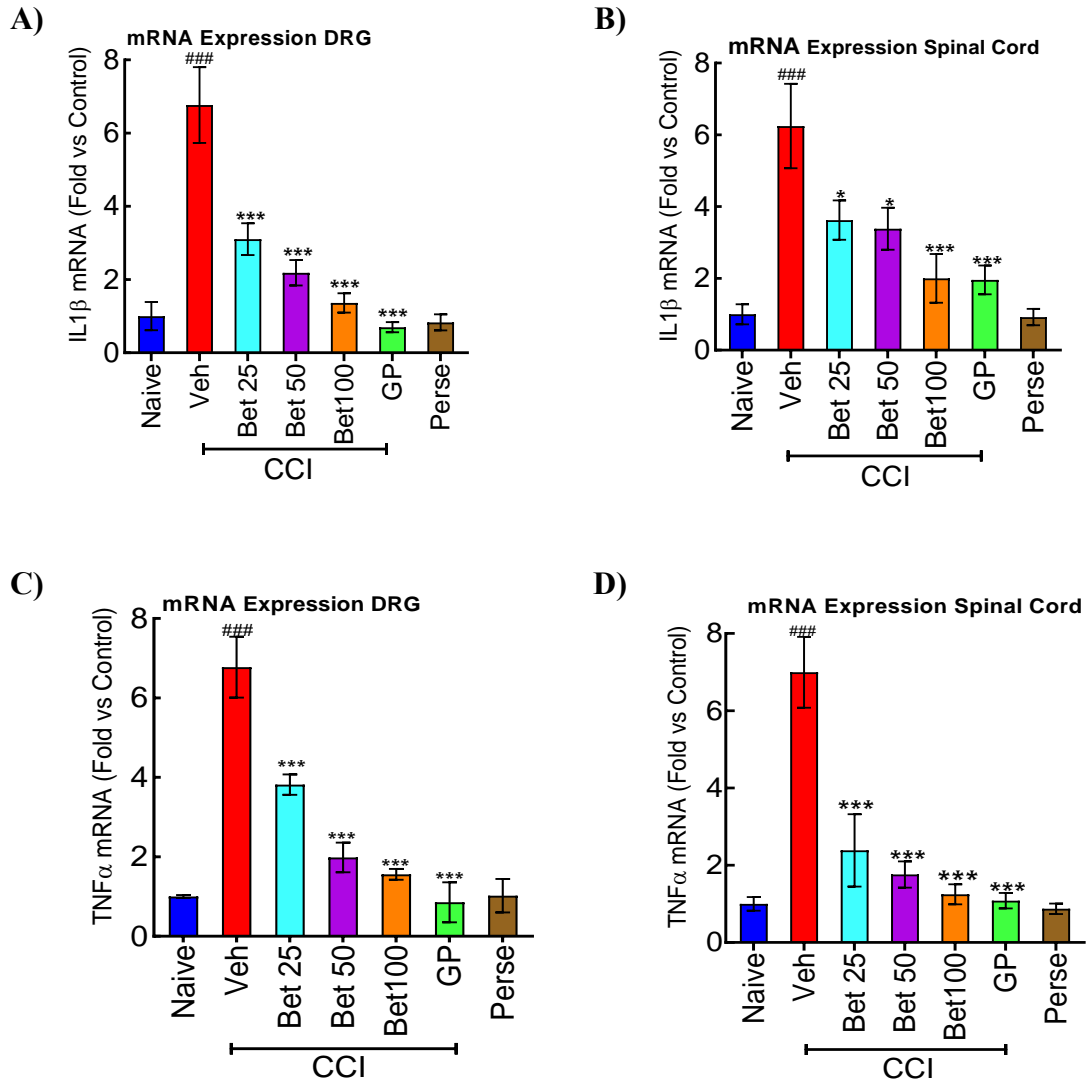 A)
mRNA Expression DRG
IL1β mRNA (Fold vs Control)
8
6
4
2
0
###
***
***
***
***
Naive
Veh
Bet 25
Bet 50
Bet100
GP
Perse
CCI
B)
mRNA Expression Spinal Cord
IL1β mRNA (Fold vs Control)
8
6
4
2
0
###
*
*
***
***
Naive
Veh
Bet 25
Bet 50
Bet100
GP
Perse
CCI
C)
mRNA Expression DRG
TNFα mRNA (Fold vs Control)
8
6
4
2
0
###
***
***
***
***
Naive
Veh
Bet 25
Bet 50
Bet100
GP
Perse
CCI
D)
mRNA Expression Spinal Cord
TNFα mRNA (Fold vs Control)
8
6
4
2
0
###
***
***
***
***
Naive
Veh
Bet 25
Bet 50
Bet100
GP
Perse
CCI